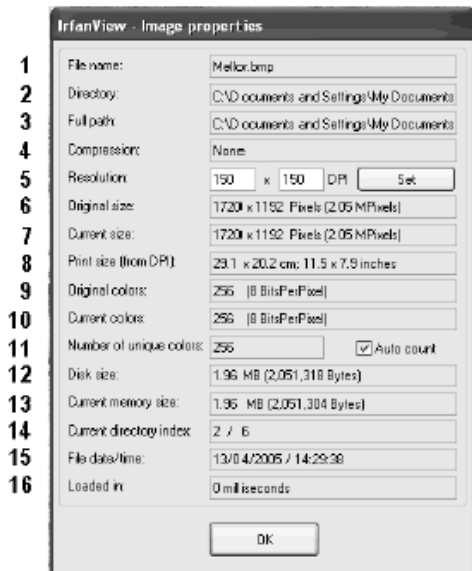 IrfanView - Image properties
1 File name: Mellor.bmp
2 Directory: C:\Documents and Settings\My Documents
3 Full path: C:\Documents and Settings\My Documents
4 Compression: None
5 Resolution: 150 x 150 DPI Set
6 Original size: 1720 x 1192 Pixels (2.05 MPixels)
7 Current size: 1720 x 1192 Pixels (2.05 MPixels)
8 Print size (from DPI): 29.1 x 20.2 cm; 11.5 x 7.9 inches
9 Original colors: 256 (8 BitsPerPixel)
10 Current colors: 256 (8 BitsPerPixel)
11 Number of unique colors: 256 Auto count
12 Disk size: 1.96 MB (2,051,318 Bytes)
13 Current memory size: 1.96 MB (2,051,304 Bytes)
14 Current directory index: 2 / 6
15 File date/time: 13/04/2005 / 14:29:38
16 Loaded in: 0 milliseconds
OK